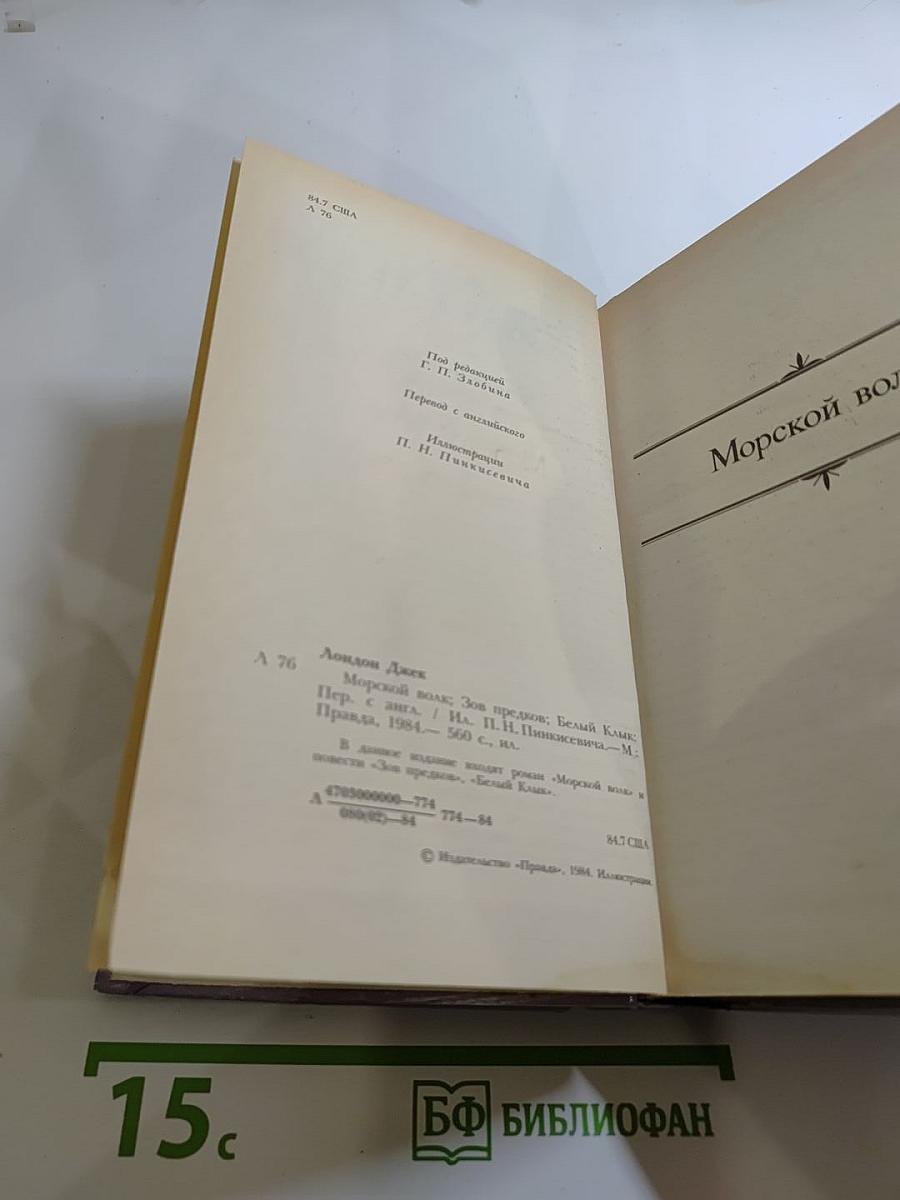 84.7 США
Л 76
Под редакцией
Г. П. Злобина
Перевод с английского
Иллюстрации
П. Н. Пинкисевича
Лондон Джек
Л 76
Морской волк; Зов предков; Белый Клык;
Пер. с англ. / Ил. П. Н. Пинкисевича.— М.:
Правда, 1984.— 560 с., ил.
В данное издание входят роман «Морской волк» и
повести «Зов предков», «Белый Клык».
Л 4703000000—774
080(02)—84
774—84
84.7 США
© Издательство «Правда», 1984. Иллюстрации.
Морской вол
15 с
БФ БИБЛИОФАН